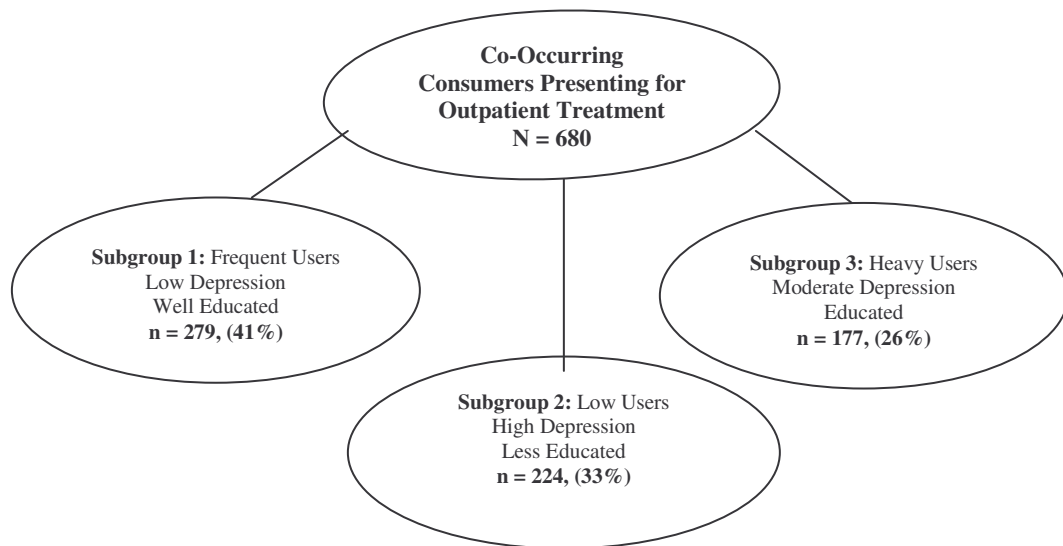 Co-Occurring
Consumers Presenting for
Outpatient Treatment
N = 680
Subgroup 1: Frequent Users
Low Depression
Well Educated
n = 279, (41%)
Subgroup 3: Heavy Users
Moderate Depression
Educated
n = 177, (26%)
Subgroup 2: Low Users
High Depression
Less Educated
n = 224, (33%)